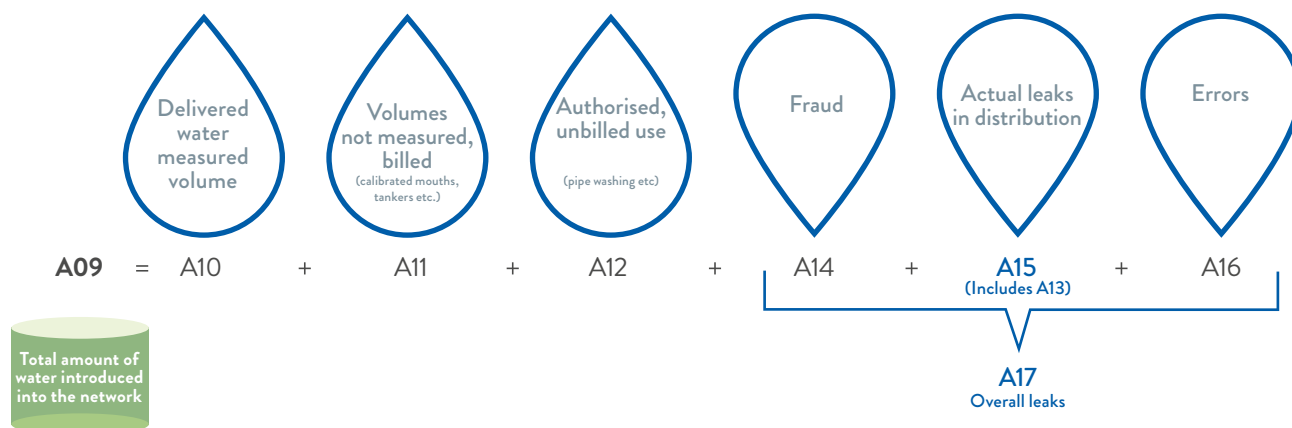 Delivered
water
measured
volume
Volumes
not measured,
billed
(calibrated mouths,
tankers etc.)
Authorised,
unbilled use
(pipe washing etc)
Fraud
Actual leaks
in distribution
Errors
A09 = A10 + A11 + A12 + A14 + A15 + A16
(Includes A13)
Total amount of
water introduced
into the network
A17
Overall leaks